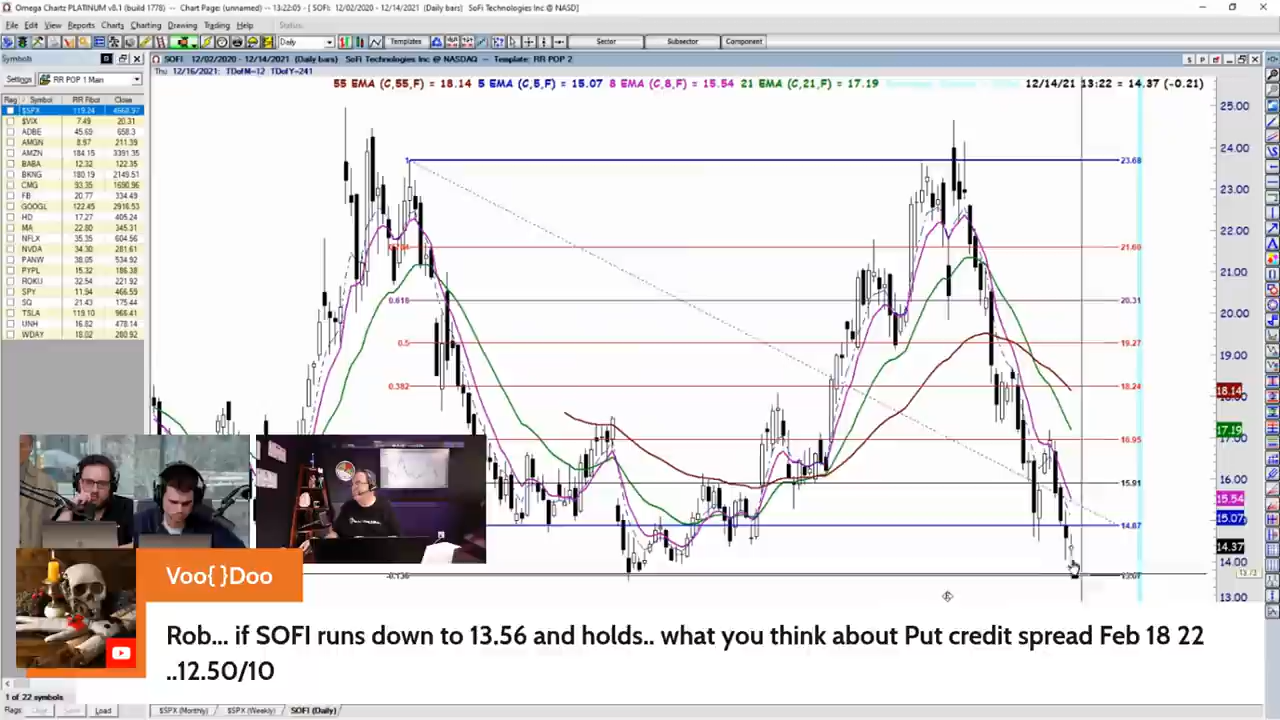 Omega Chartz PLATINUM v8.1 (build 1778) -- Chart Page: (unnamed) -- 13:22:05 - [ SOFI: 12/02/2020 - 12/14/2021 (Daily bars) SoFi Technologies Inc @ NASD]
File Edit View Reports Charts Charting Drawing Trading Help Status:
Daily Templates Sector Subsector Component
Symbols
SOFI 12/02/2020 - 12/14/2021 (Daily bars) SoFi Technologies Inc @ NASDAQ - Template: RR POP 2
Thu 12/16/2021 TDofM=12 TDofY=241
Settings RR POP 1 Main
55 EMA (C,55,F) = 18.14 5 EMA (C,5,F) = 15.07 8 EMA (C,8,F) = 15.54 21 EMA (C,21,F) = 17.19 12/14/21 13:22 = 14.37 (-0.21)
Flag Symbol RR Fibor Close
$SPX 119.24
$VIX 7.49 20.31
ADBE 45.69 658.3
AMGN 8.97 211.39
AMZN 184.15 3391.35
BABA 12.32 122.35
BKNG 180.19 2149.51
CMG 93.35 1690.96
FB 20.77 334.49
GOOGL 122.45 2916.53
HD 17.27 405.24
MA 22.80 345.31
NFLX 35.35 604.56
NVDA 34.30 281.61
PANW 38.05 534.92
PYPL 15.32 186.38
ROKU 32.54 221.92
SPY 11.94 466.59
SQ 21.43 175.44
TSLA 119.10 966.41
UNH 16.82 478.14
WDAY 18.02 280.92
1 23.68
21.60
0.618 20.31
0.5 19.27
0.382 18.24
16.95
15.91
14.87
-0.136
25.00
24.00
23.00
22.00
21.00
20.00
19.00
18.14
17.19
16.00
15.54
15.07
14.37
14.00
13.00
Voo{ }Doo
Rob... if SOFI runs down to 13.56 and holds.. what you think about Put credit spread Feb 18 22
..12.50/10
1 of 22 symbols
Flags: Load $SPX (Monthly) $SPX (Weekly) SOFI (Daily)